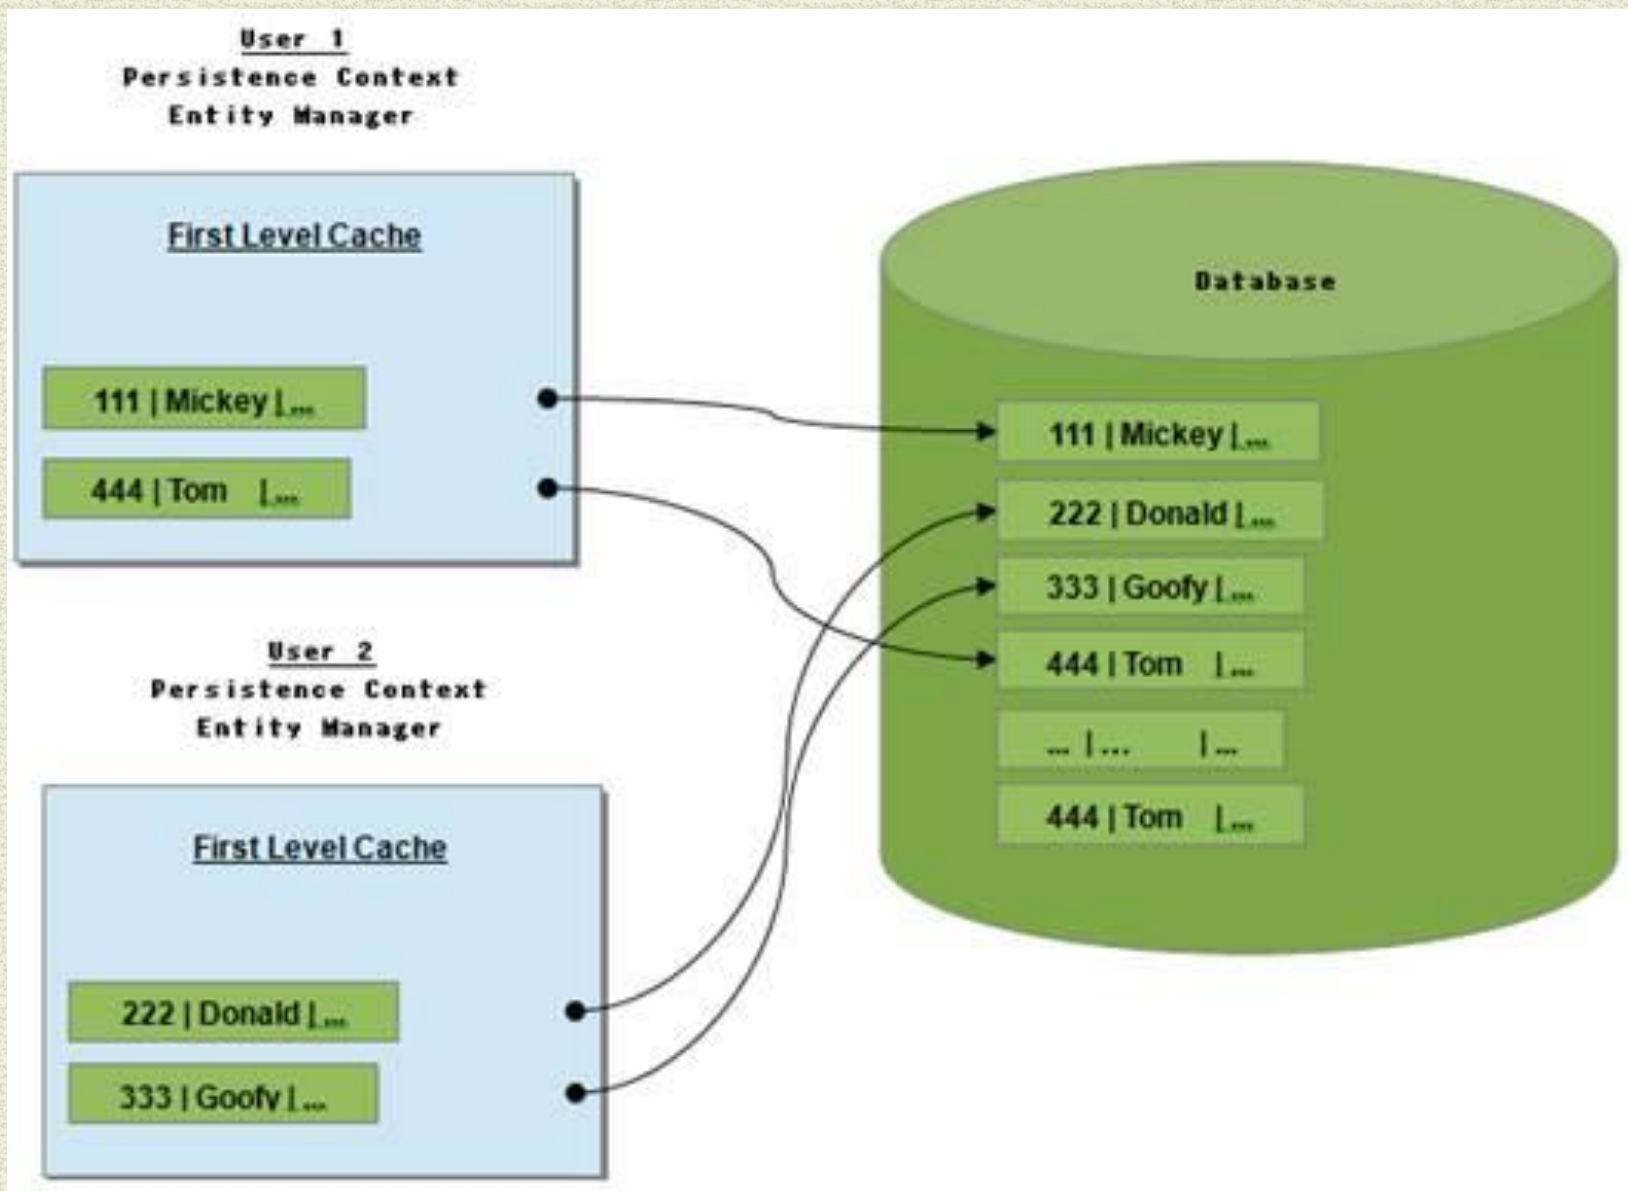 User 1
Persistence Context
Entity Manager
First Level Cache
111 | Mickey |...
444 | Tom |...
User 2
Persistence Context
Entity Manager
First Level Cache
222 | Donald |...
333 | Goofy |...
Database
111 | Mickey |...
222 | Donald |...
333 | Goofy |...
444 | Tom |...
... |... |...
444 | Tom |...